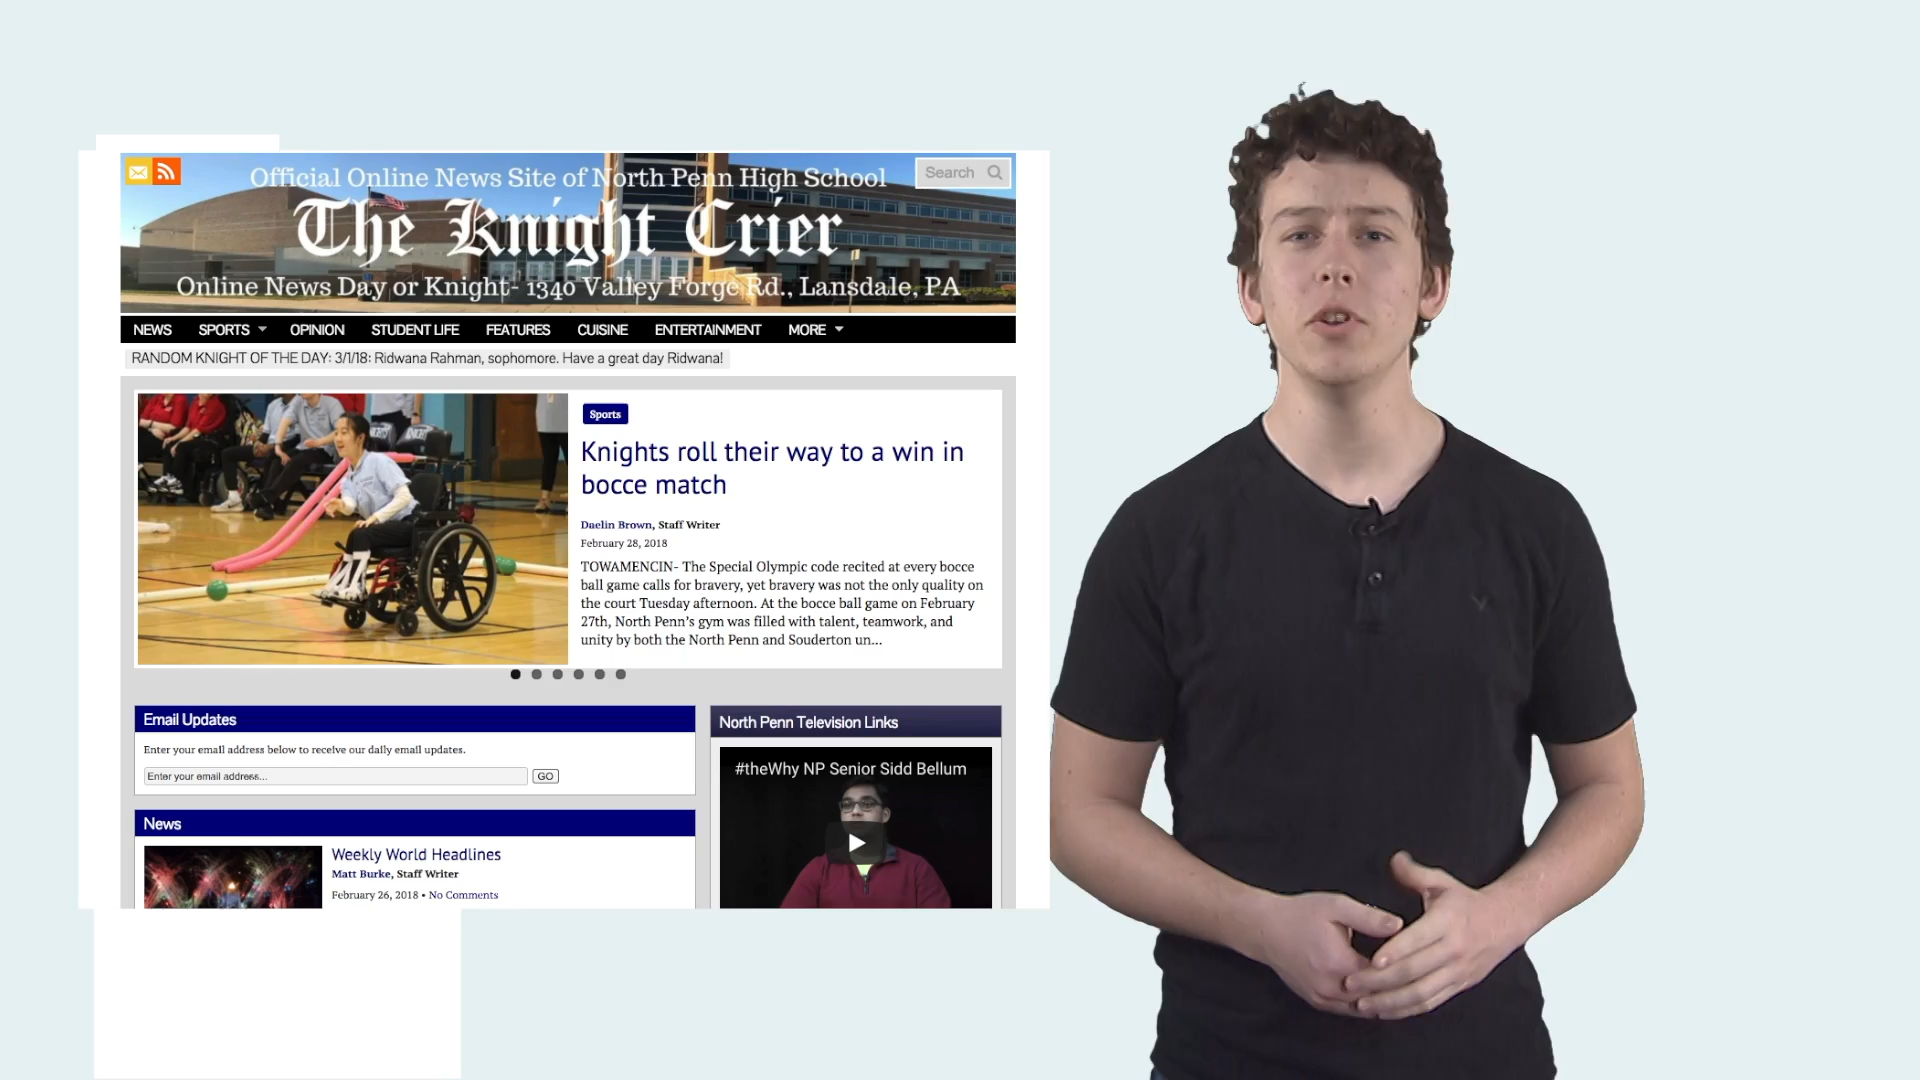 Official Online News Site of North Penn High School
Search
The Knight Crier
Online News Day or Knight- 1340 Valley Forge Rd., Lansdale, PA
NEWS SPORTS OPINION STUDENT LIFE FEATURES CUISINE ENTERTAINMENT MORE
RANDOM KNIGHT OF THE DAY: 3/1/18: Ridwana Rahman, sophomore. Have a great day Ridwana!
Sports
Knights roll their way to a win in
bocce match
Daelin Brown, Staff Writer
February 28, 2018
TOWAMENCIN- The Special Olympic code recited at every bocce
ball game calls for bravery, yet bravery was not the only quality on
the court Tuesday afternoon. At the bocce ball game on February
27th, North Penn's gym was filled with talent, teamwork, and
unity by both the North Penn and Souderton un...
Email Updates
Enter your email address below to receive our daily email updates.
Enter your email address... GO
News
Weekly World Headlines
Matt Burke, Staff Writer
February 26, 2018 • No Comments
North Penn Television Links
#theWhy NP Senior Sidd Bellum